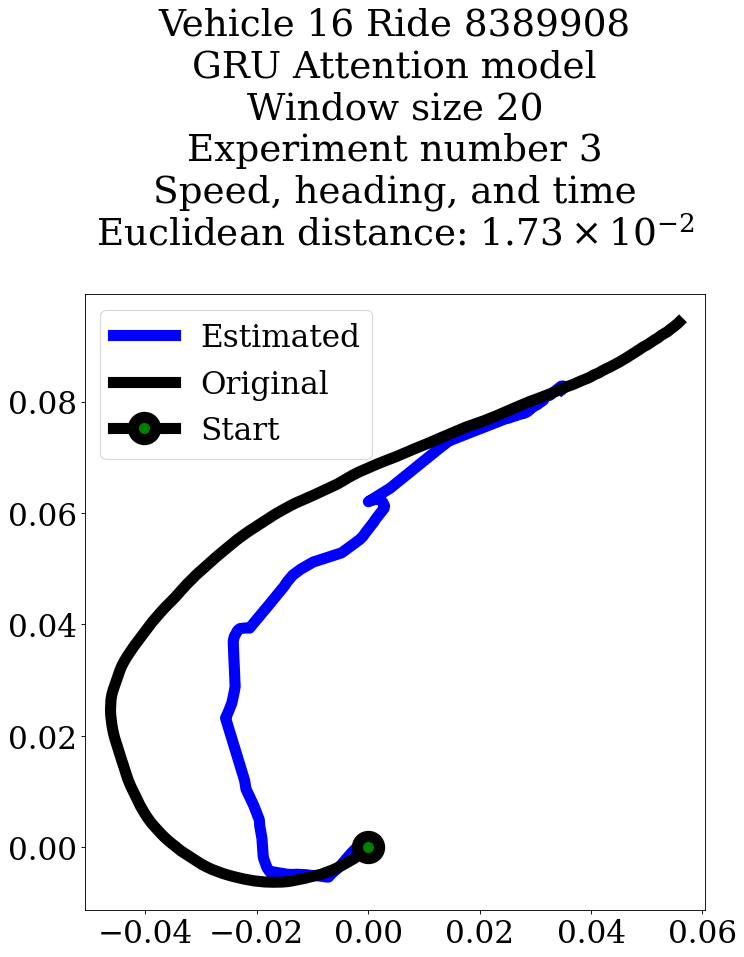 Vehicle 16 Ride 8389908
GRU Attention model
Window size 20
Experiment number 3
Speed, heading, and time
Euclidean distance: 1.73 × 10⁻²
Estimated
Original
Start
0.08
0.06
0.04
0.02
0.00
−0.04 −0.02 0.00 0.02 0.04 0.06